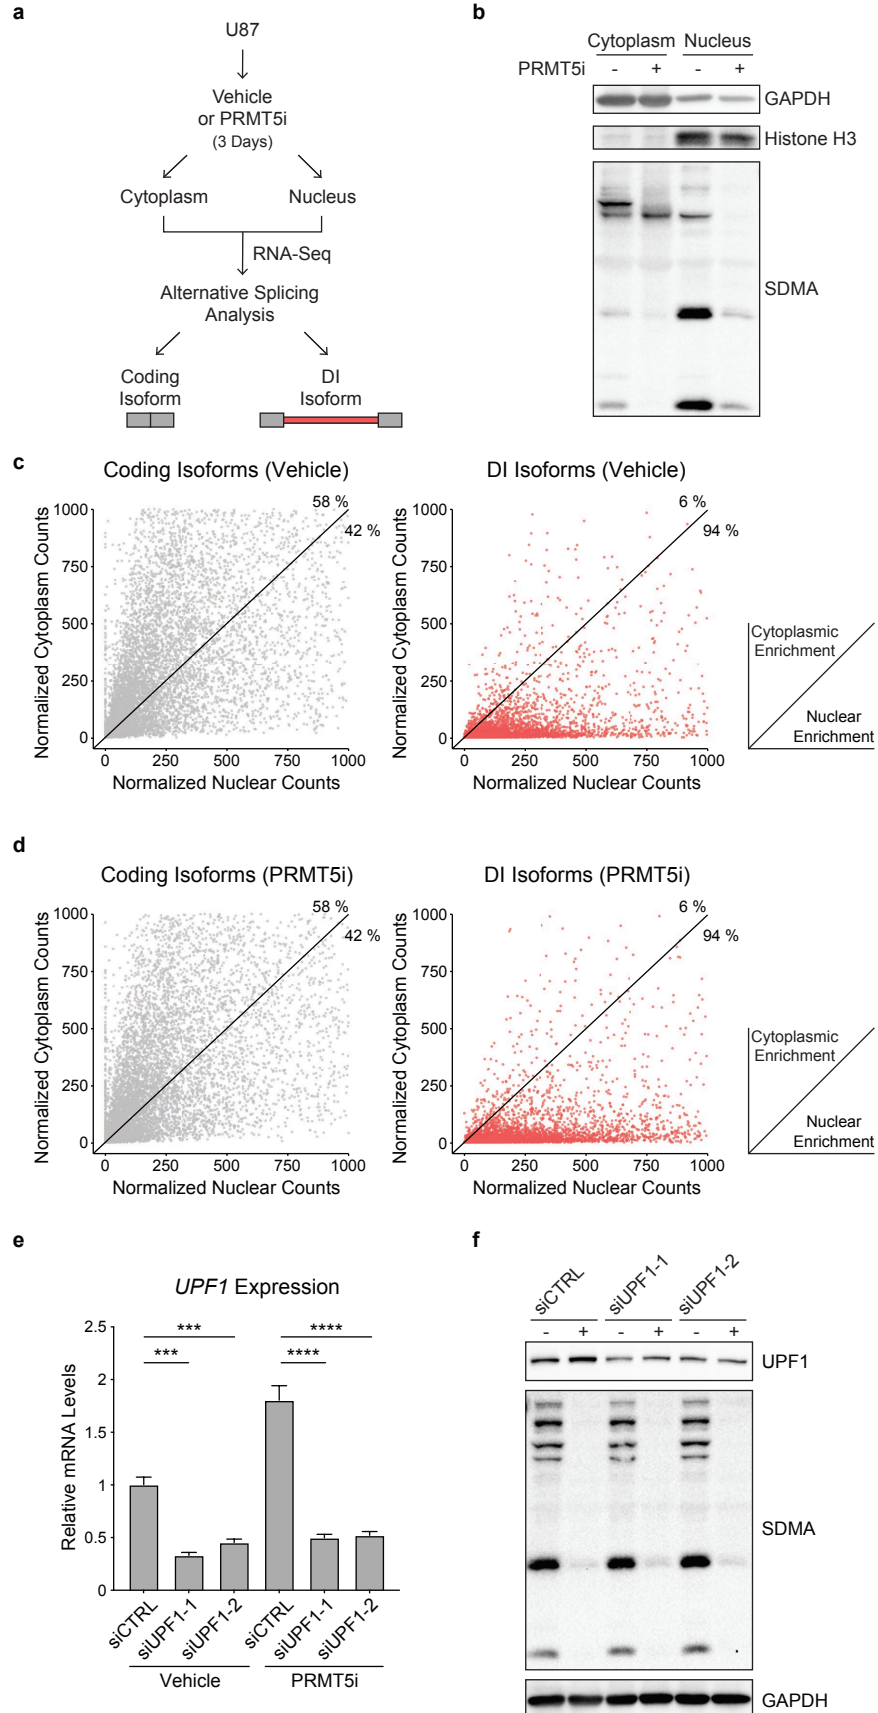 a
U87
Vehicle
or PRMT5i
(3 Days)
Cytoplasm
Nucleus
RNA-Seq
Alternative Splicing
Analysis
Coding
Isoform
DI
Isoform
b
Cytoplasm Nucleus
PRMT5i - + - +
GAPDH
Histone H3
SDMA
c
Coding Isoforms (Vehicle)
58 %
42 %
Normalized Cytoplasm Counts
1000
750
500
250
0
0 250 500 750 1000
Normalized Nuclear Counts
DI Isoforms (Vehicle)
6 %
94 %
Normalized Cytoplasm Counts
1000
750
500
250
0
0 250 500 750 1000
Normalized Nuclear Counts
Cytoplasmic
Enrichment
Nuclear
Enrichment
d
Coding Isoforms (PRMT5i)
58 %
42 %
Normalized Cytoplasm Counts
1000
750
500
250
0
0 250 500 750 1000
Normalized Nuclear Counts
DI Isoforms (PRMT5i)
6 %
94 %
Normalized Cytoplasm Counts
1000
750
500
250
0
0 250 500 750 1000
Normalized Nuclear Counts
Cytoplasmic
Enrichment
Nuclear
Enrichment
e
UPF1 Expression
Relative mRNA Levels
2.5
2
1.5
1
0.5
0
*** ****
*** ****
siCTRL siUPF1-1 siUPF1-2 siCTRL siUPF1-1 siUPF1-2
Vehicle PRMT5i
f
siCTRL siUPF1-1 siUPF1-2
- + - + - +
UPF1
SDMA
GAPDH